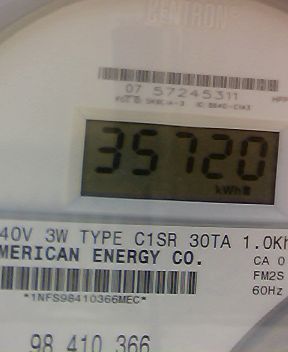 CENTRON®
07 57245311
35720
kWh
40V 3W TYPE C1SR 30TA 1.0Kh
MERICAN ENERGY CO.
CA 0
FM2S
60Hz
*1NFS98410366MEC*
98 410 366